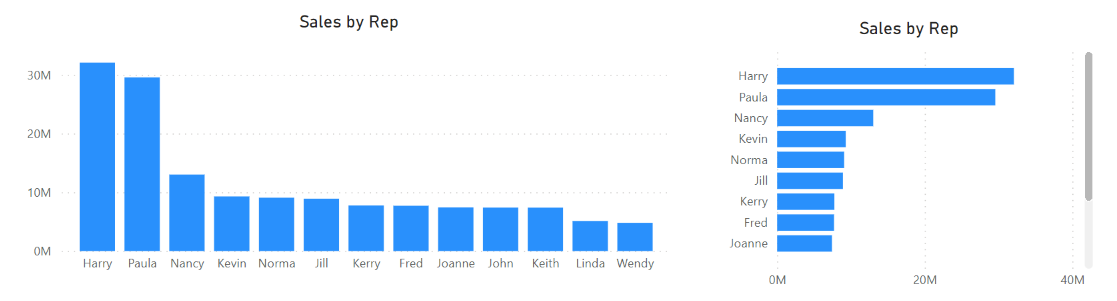 Sales by Rep
30M
20M
10M
0M
Harry Paula Nancy Kevin Norma Jill Kerry Fred Joanne John Keith Linda Wendy
Sales by Rep
Harry
Paula
Nancy
Kevin
Norma
Jill
Kerry
Fred
Joanne
0M 20M 40M